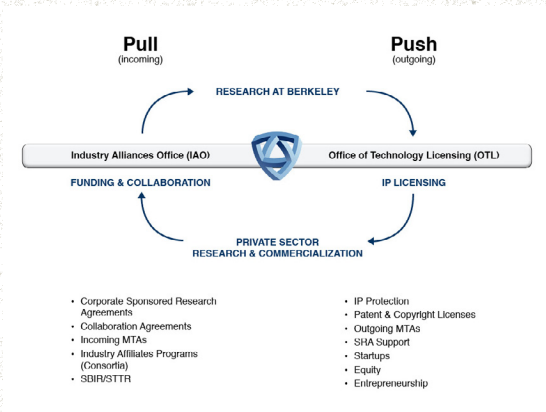 Pull
(incoming)
Push
(outgoing)
RESEARCH AT BERKELEY
Industry Alliances Office (IAO)
Office of Technology Licensing (OTL)
FUNDING & COLLABORATION
IP LICENSING
PRIVATE SECTOR
RESEARCH & COMMERCIALIZATION
• Corporate Sponsored Research
Agreements
• Collaboration Agreements
• Incoming MTAs
• Industry Affiliates Programs
(Consortia)
• SBIR/STTR
• IP Protection
• Patent & Copyright Licenses
• Outgoing MTAs
• SRA Support
• Startups
• Equity
• Entrepreneurship